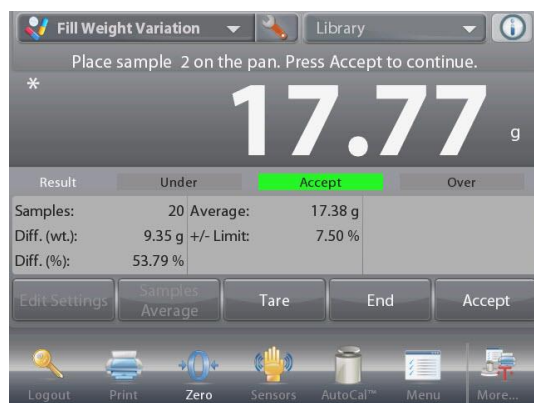 Fill Weight Variation Library
Place sample 2 on the pan. Press Accept to continue.
*
17.77 g
Result Under Accept Over
Samples: 20 Average: 17.38 g
Diff. (wt.): 9.35 g +/- Limit: 7.50 %
Diff. (%): 53.79 %
Edit Settings Samples Average Tare End Accept
Logout Print Zero Sensors AutoCal™ Menu More...